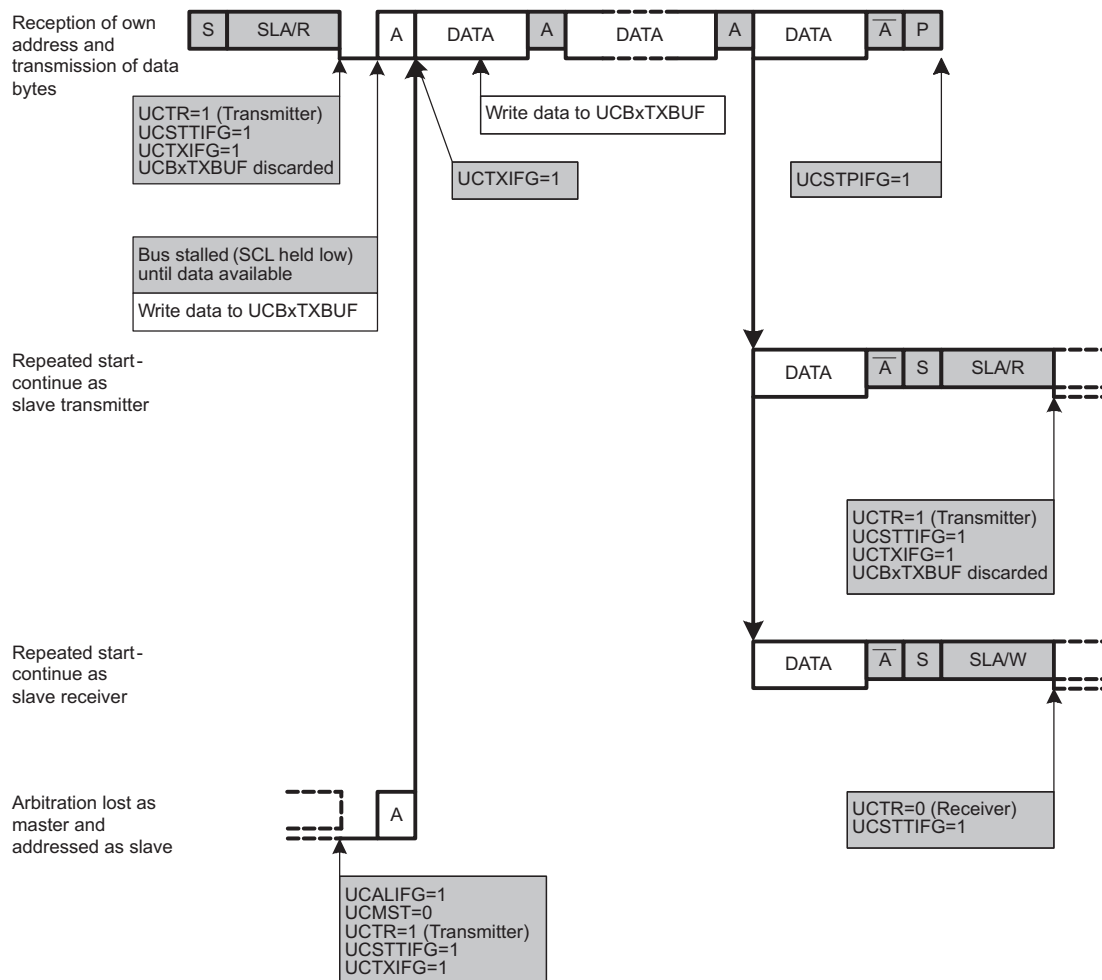 Reception of own
address and
transmission of data
bytes
S SLA/R A DATA A DATA A DATA A̅ P
UCTR=1 (Transmitter)
UCSTTIFG=1
UCTXIFG=1
UCBxTXBUF discarded
Write data to UCBxTXBUF
UCTXIFG=1
UCSTPIFG=1
Bus stalled (SCL held low)
until data available
Write data to UCBxTXBUF
Repeated start-
continue as
slave transmitter
DATA A̅ S SLA/R
UCTR=1 (Transmitter)
UCSTTIFG=1
UCTXIFG=1
UCBxTXBUF discarded
Repeated start-
continue as
slave receiver
DATA A̅ S SLA/W
UCTR=0 (Receiver)
UCSTTIFG=1
Arbitration lost as
master and
addressed as slave
A
UCALIFG=1
UCMST=0
UCTR=1 (Transmitter)
UCSTTIFG=1
UCTXIFG=1